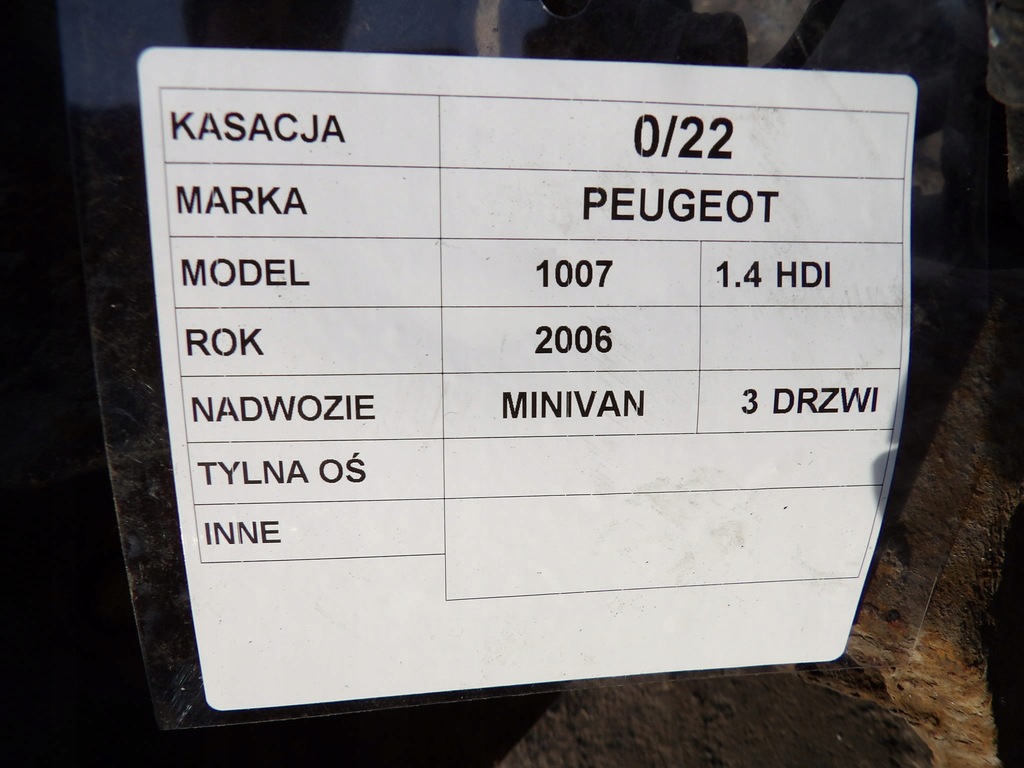 KASACJA 0/22
MARKA PEUGEOT
MODEL 1007 1.4 HDI
ROK 2006
NADWOZIE MINIVAN 3 DRZWI
TYLNA OŚ
INNE